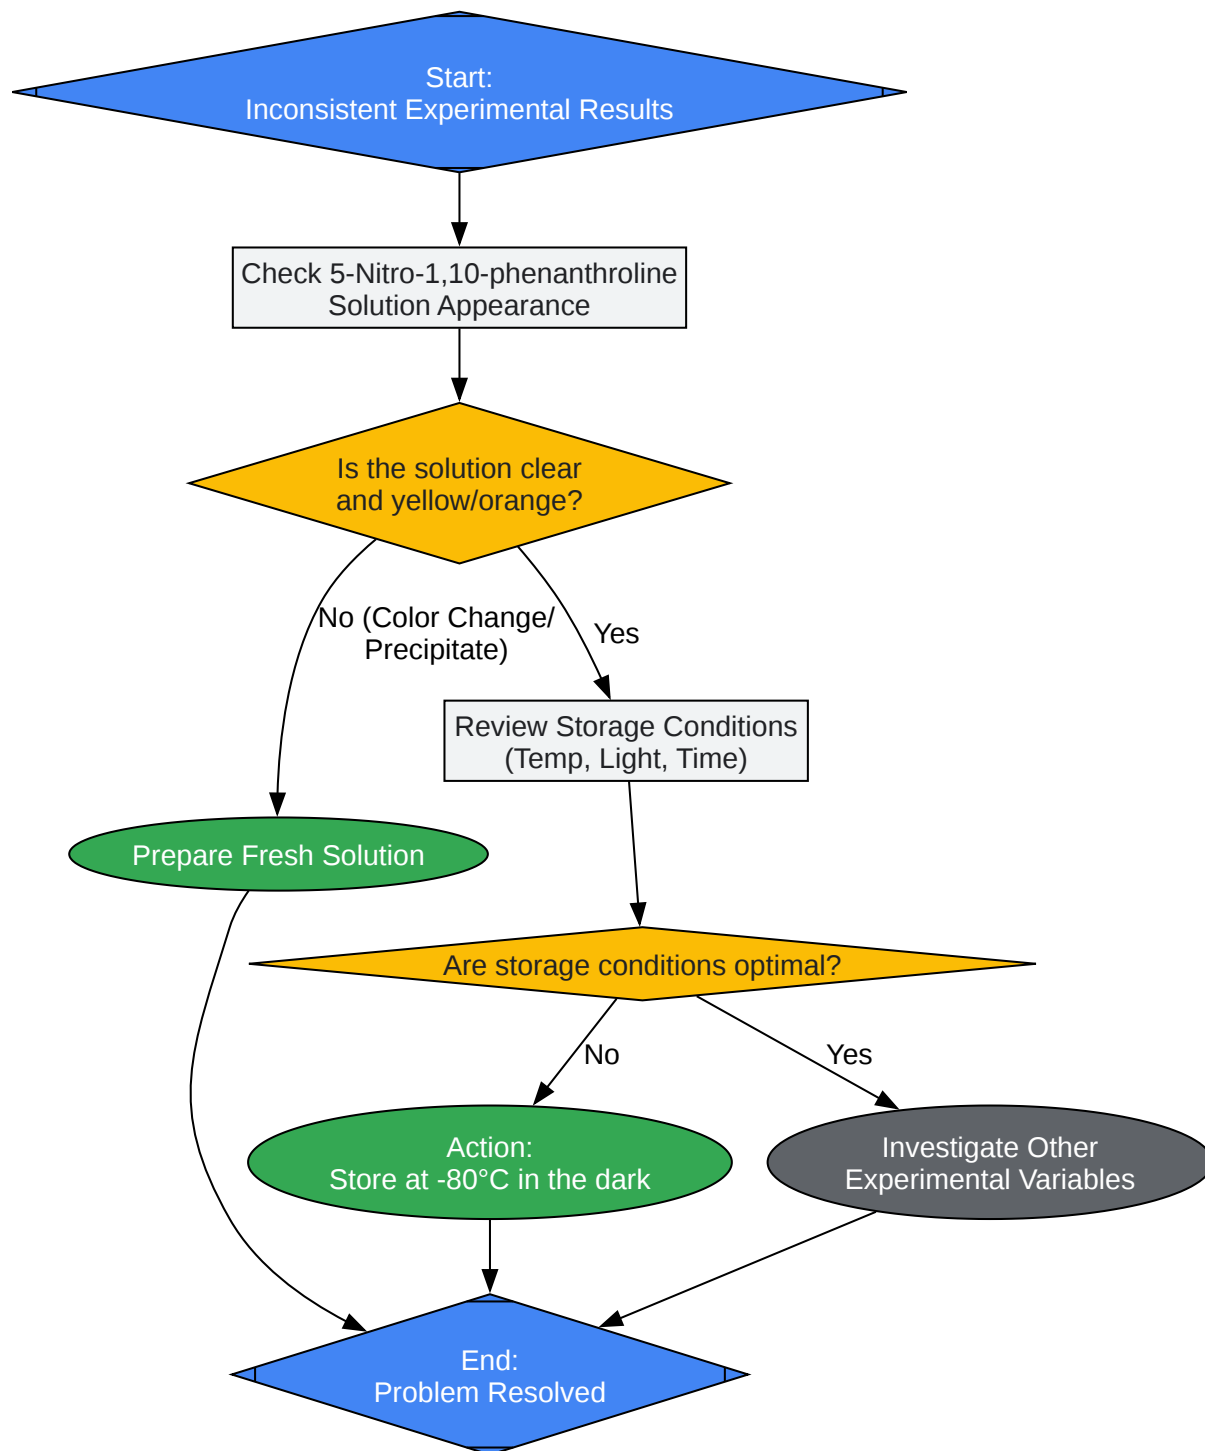 Start:
Inconsistent Experimental Results
Check 5-Nitro-1,10-phenanthroline
Solution Appearance
Is the solution clear
and yellow/orange?
No (Color Change/
Precipitate)
Yes
Review Storage Conditions
(Temp, Light, Time)
Prepare Fresh Solution
Are storage conditions optimal?
No
Yes
Action:
Store at -80°C in the dark
Investigate Other
Experimental Variables
End:
Problem Resolved